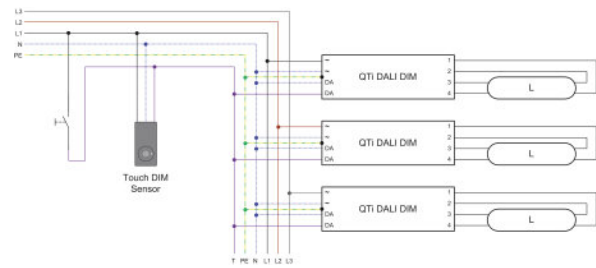 L3
L2
L1
N
PE
~
~
DA
DA
QTi DALI DIM
1
2
3
4
L
~
~
DA
DA
QTi DALI DIM
1
2
3
4
L
~
~
DA
DA
QTi DALI DIM
1
2
3
4
L
Touch DIM
Sensor
T PE N L1 L2 L3